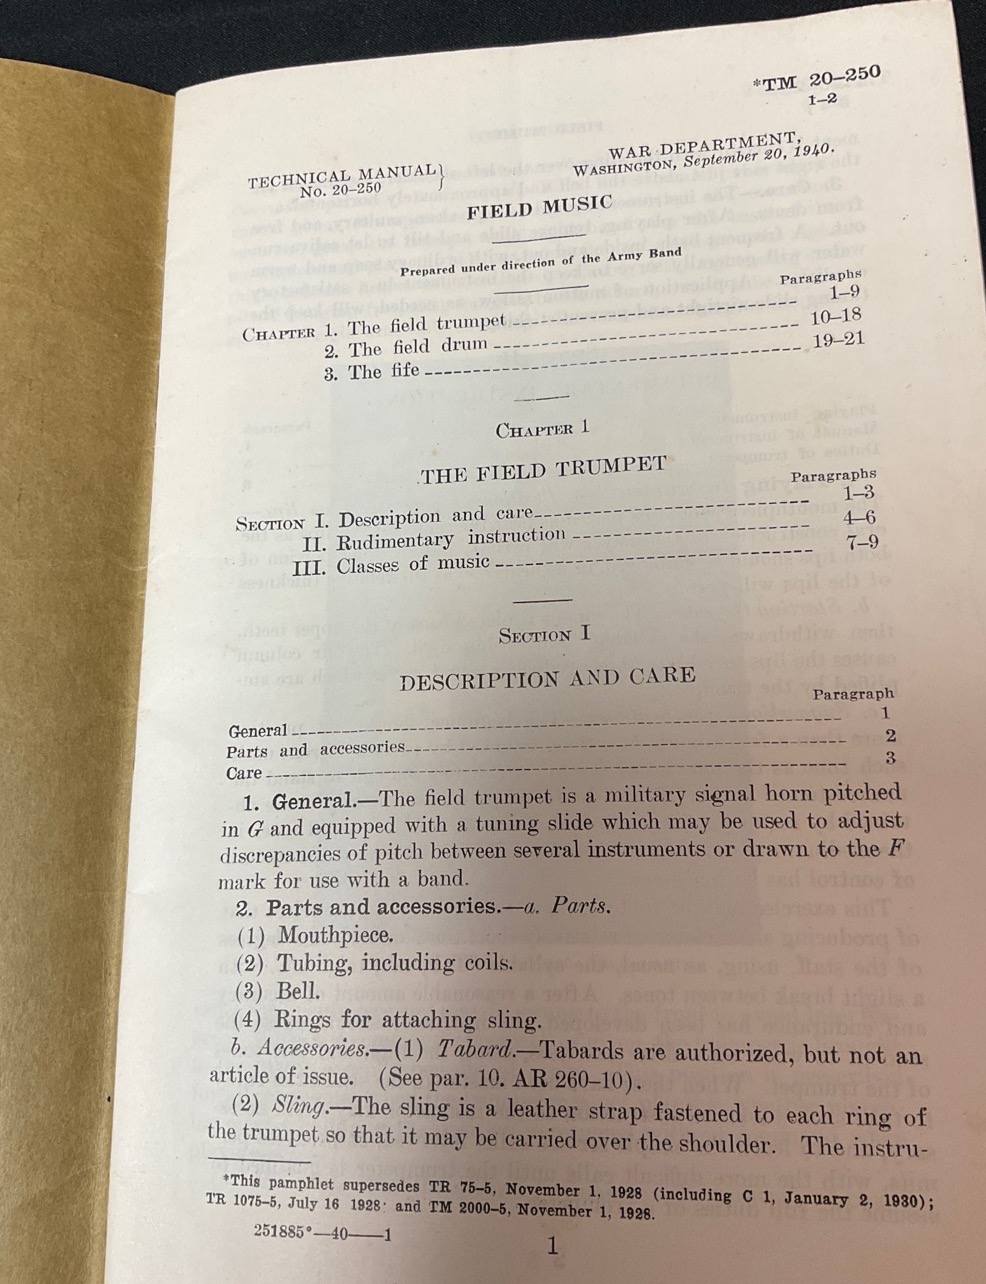 *TM 20–250
1–2
TECHNICAL MANUAL}
No. 20–250
WAR DEPARTMENT,
WASHINGTON, September 20, 1940.
FIELD MUSIC
Prepared under direction of the Army Band
Paragraphs
CHAPTER 1. The field trumpet 1–9
2. The field drum 10–18
3. The fife 19–21
CHAPTER 1
THE FIELD TRUMPET
Paragraphs
SECTION I. Description and care 1–3
II. Rudimentary instruction 4–6
III. Classes of music 7–9
SECTION I
DESCRIPTION AND CARE
Paragraph
General 1
Parts and accessories 2
Care 3
1. General.—The field trumpet is a military signal horn pitched
in G and equipped with a tuning slide which may be used to adjust
discrepancies of pitch between several instruments or drawn to the F
mark for use with a band.
2. Parts and accessories.—a. Parts.
(1) Mouthpiece.
(2) Tubing, including coils.
(3) Bell.
(4) Rings for attaching sling.
b. Accessories.—(1) Tabard.—Tabards are authorized, but not an
article of issue. (See par. 10. AR 260–10).
(2) Sling.—The sling is a leather strap fastened to each ring of
the trumpet so that it may be carried over the shoulder. The instru-
*This pamphlet supersedes TR 75–5, November 1, 1928 (including C 1, January 2, 1930);
TR 1075–5, July 16 1928; and TM 2000–5, November 1, 1928.
251885°—40——1
1